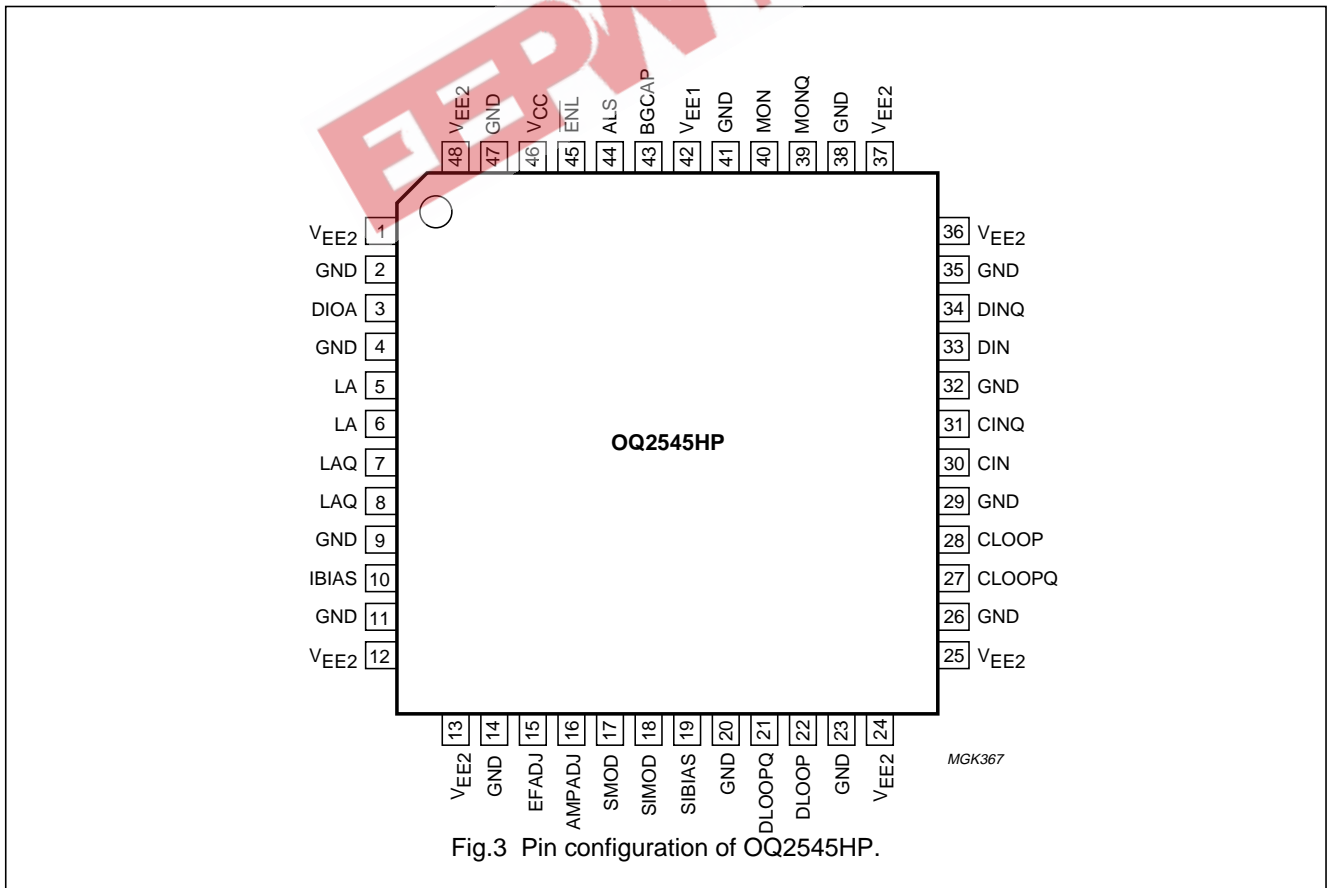 EEPW
48 VEE2
47 GND
46 VCC
45 ENL
44 ALS
43 BGCAP
42 VEE1
41 GND
40 MON
39 MONQ
38 GND
37 VEE2
VEE2 1
GND 2
DIOA 3
GND 4
LA 5
LA 6
LAQ 7
LAQ 8
GND 9
IBIAS 10
GND 11
VEE2 12
OQ2545HP
36 VEE2
35 GND
34 DINQ
33 DIN
32 GND
31 CINQ
30 CIN
29 GND
28 CLOOP
27 CLOOPQ
26 GND
25 VEE2
VEE2 13
GND 14
EFADJ 15
AMPADJ 16
SMOD 17
SIMOD 18
SIBIAS 19
GND 20
DLOOPQ 21
DLOOP 22
GND 23
VEE2 24
MGK367
Fig.3 Pin configuration of OQ2545HP.